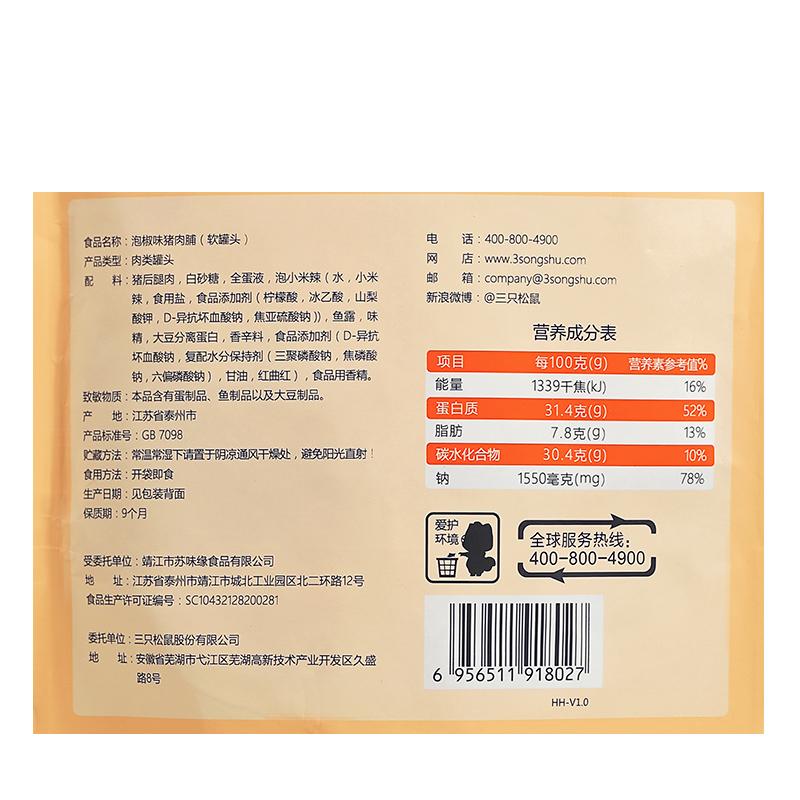 食品名称：泡椒味猪肉脯（软罐头）
产品类型：肉类罐头
配 料：猪后腿肉，白砂糖，全蛋液，泡小米辣（水，小米
辣，食用盐，食品添加剂（柠檬酸，冰乙酸，山梨
酸钾，D-异抗坏血酸钠，焦亚硫酸钠）），鱼露，味
精，大豆分离蛋白，香辛料，食品添加剂（D-异抗
坏血酸钠，复配水分保持剂（三聚磷酸钠，焦磷酸
钠，六偏磷酸钠），甘油，红曲红），食品用香精。
致敏物质：本品含有蛋制品、鱼制品以及大豆制品。
产 地：江苏省泰州市
产品标准号：GB 7098
贮藏方法：常温常湿下请置于阴凉通风干燥处，避免阳光直射！
食用方法：开袋即食
生产日期：见包装背面
保质期：9个月
受委托单位：靖江市苏味缘食品有限公司
地 址：江苏省泰州市靖江市城北工业园区北二环路12号
食品生产许可证编号：SC10432128200281
委托单位：三只松鼠股份有限公司
地 址：安徽省芜湖市弋江区芜湖高新技术产业开发区久盛
路8号
电 话：400-800-4900
网 店：www.3songshu.com
邮 箱：company@3songshu.com
新浪微博：@三只松鼠
营养成分表
项目 每100克(g) 营养素参考值%
能量 1339千焦(kJ) 16%
蛋白质 31.4克(g) 52%
脂肪 7.8克(g) 13%
碳水化合物 30.4克(g) 10%
钠 1550毫克(mg) 78%
爱护
环境
全球服务热线：
400-800-4900
6 956511 918027
HH-V1.0